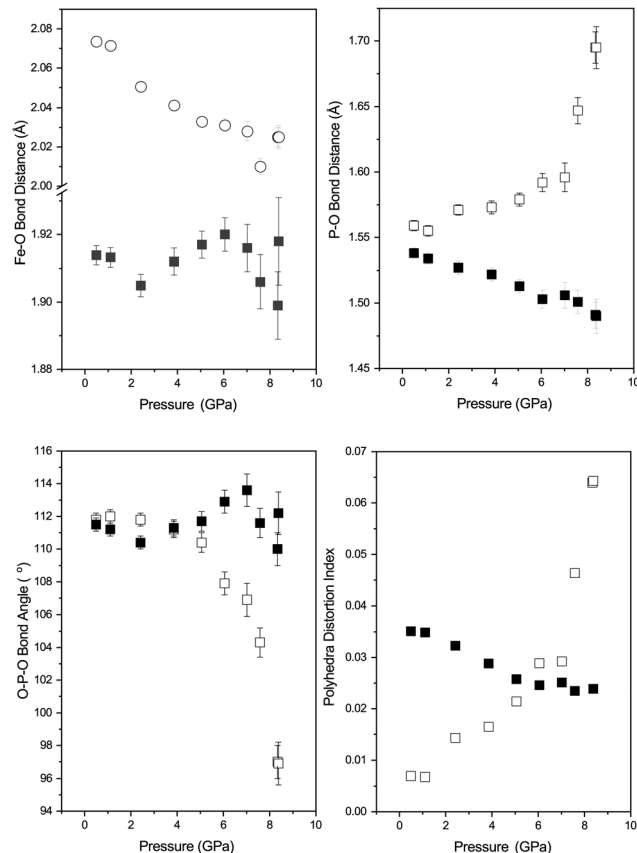 2.08
2.06
2.04
2.02
2.00
1.92
1.90
1.88
Fe-O Bond Distance (Å)
0 2 4 6 8 10
Pressure (GPa)
1.70
1.65
1.60
1.55
1.50
1.45
P-O Bond Distance (Å)
0 2 4 6 8 10
Pressure (GPa)
116
114
112
110
108
106
104
102
100
98
96
94
O-P-O Bond Angle ( °)
0 2 4 6 8 10
Pressure (GPa)
0.07
0.06
0.05
0.04
0.03
0.02
0.01
0.00
Polyhedra Distortion Index
0 2 4 6 8 10
Pressure (GPa)